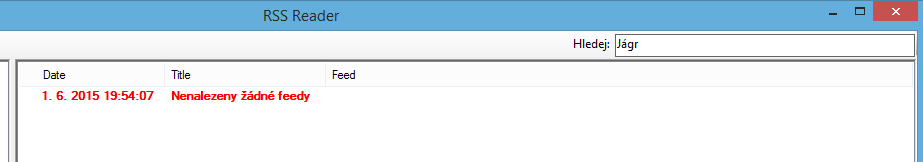 RSS Reader
Hledej: Jágr
Date Title Feed
1. 6. 2015 19:54:07 Nenalezeny žádné feedy